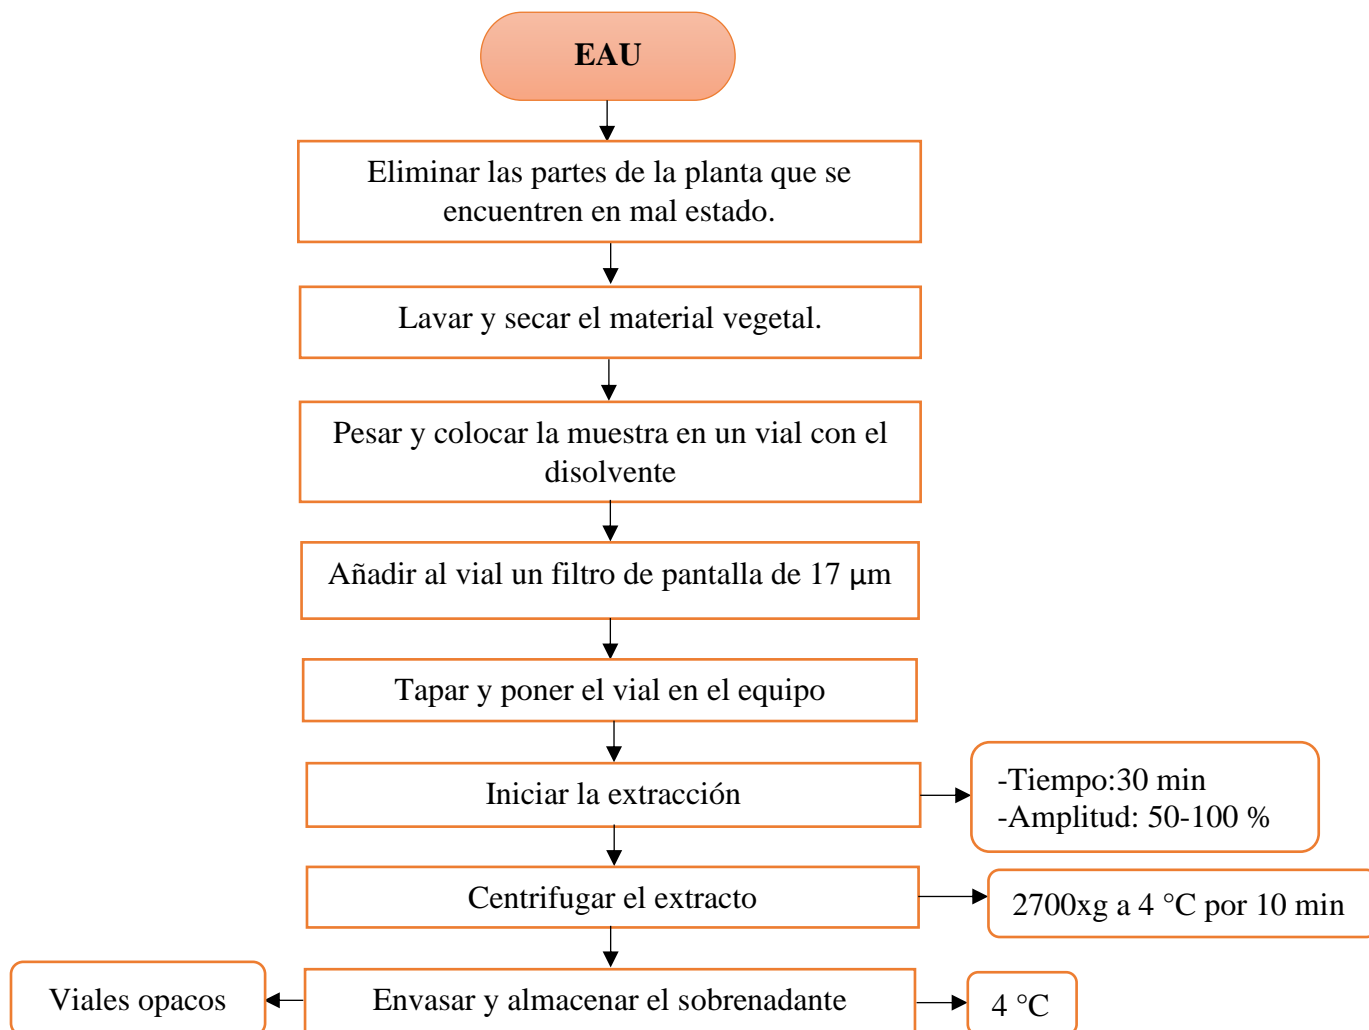 EAU
Eliminar las partes de la planta que se
encuentren en mal estado.
Lavar y secar el material vegetal.
Pesar y colocar la muestra en un vial con el
disolvente
Añadir al vial un filtro de pantalla de 17 μm
Tapar y poner el vial en el equipo
Iniciar la extracción
-Tiempo:30 min
-Amplitud: 50-100 %
Centrifugar el extracto
2700xg a 4 °C por 10 min
Viales opacos
Envasar y almacenar el sobrenadante
4 °C